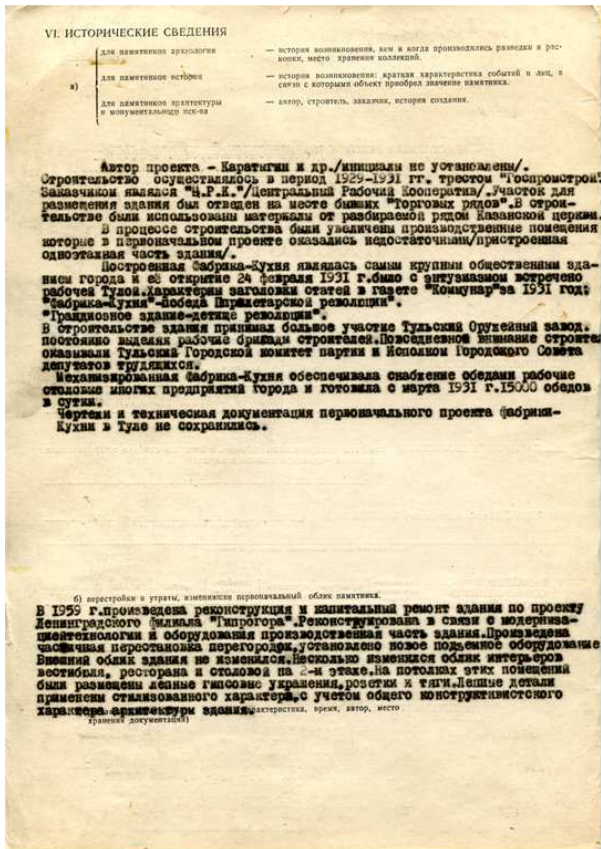 VI. ИСТОРИЧЕСКИЕ СВЕДЕНИЯ
для памятников археологии — история возникновения, кем и когда производились разведки и рас-
копки, место хранения коллекций.
а) для памятников истории — история возникновения: краткая характеристика событий и лиц, в
связи с которыми объект приобрел значение памятника.
для памятников архитектуры — автор, строитель, заказчик, история создания.
и монументального иск-ва
Автор проекта - Каратыгин и др./инициалы не установлены/.
Строительство осуществлялось в период 1929-1931 гг. трестом "Госпромстрой".
Заказчиком являлся "Ц.Р.К."/Центральный Рабочий Кооператив/.Участок для
размещения здания был отведен на месте бывших "Торговых рядов".В строи-
тельстве были использованы материалы от разбираемой рядом Казанской церкви.
В процессе строительства были увеличены производственные помещения
которые в первоначальном проекте оказались недостаточными/пристроенная
одноэтажная часть здания/.
Построенная Фабрика-Кухня являлась самым крупным общественным зда-
нием города и её открытие 24 февраля 1931 г.было с энтузиазмом встречено
рабочей Тулой.Характерны заголовки статей в газете "Коммунар"за 1931 год:
"Фабрика-Кухня"-победа Пиролетарской революции".
"Грандиозное здание-детище революции".
В строительстве здания принимал большое участие Тульский Оружейный завод.
постоянно выделяя рабочие бригады строителей.Повседневное внимание строител
оказывали Тульский Городской комитет партии и Исполком Городского Совета
депутатов трудящихся.
Механизированная Фабрика-Кухня обеспечивала снабжение обедами рабочие
столовые многих предприятий города и готовила с марта 1931 г.15000 обедов
в сутки.
Чертежи и техническая документация первоначального проекта фабрики-
Кухни в Туле не сохранились.
б) перестройки и утраты, изменившие первоначальный облик памятника.
В 1959 г.произведена реконструкция и капитальный ремонт здания по проекту
Ленинградского филиала "Гипрогора".Реконструирована в связи с модерниза-
циейтехнологии и оборудования производственная часть здания.Произведена
частичная перестановка перегородки,установлено новое подъемное оборудование
Внешний облик здания не изменился.Несколько изменился облик интерьеров
вестибюля, ресторана и столовой на 2-м этаже.На потолках этих помещений
были размещены лепные гипсовые украшения,розетки и тяги.Лепные детали
применены стилизованного характера,с учетом общего конструктивистского
характера архитектуры здания. характеристика, время, автор, место
хранения документации)